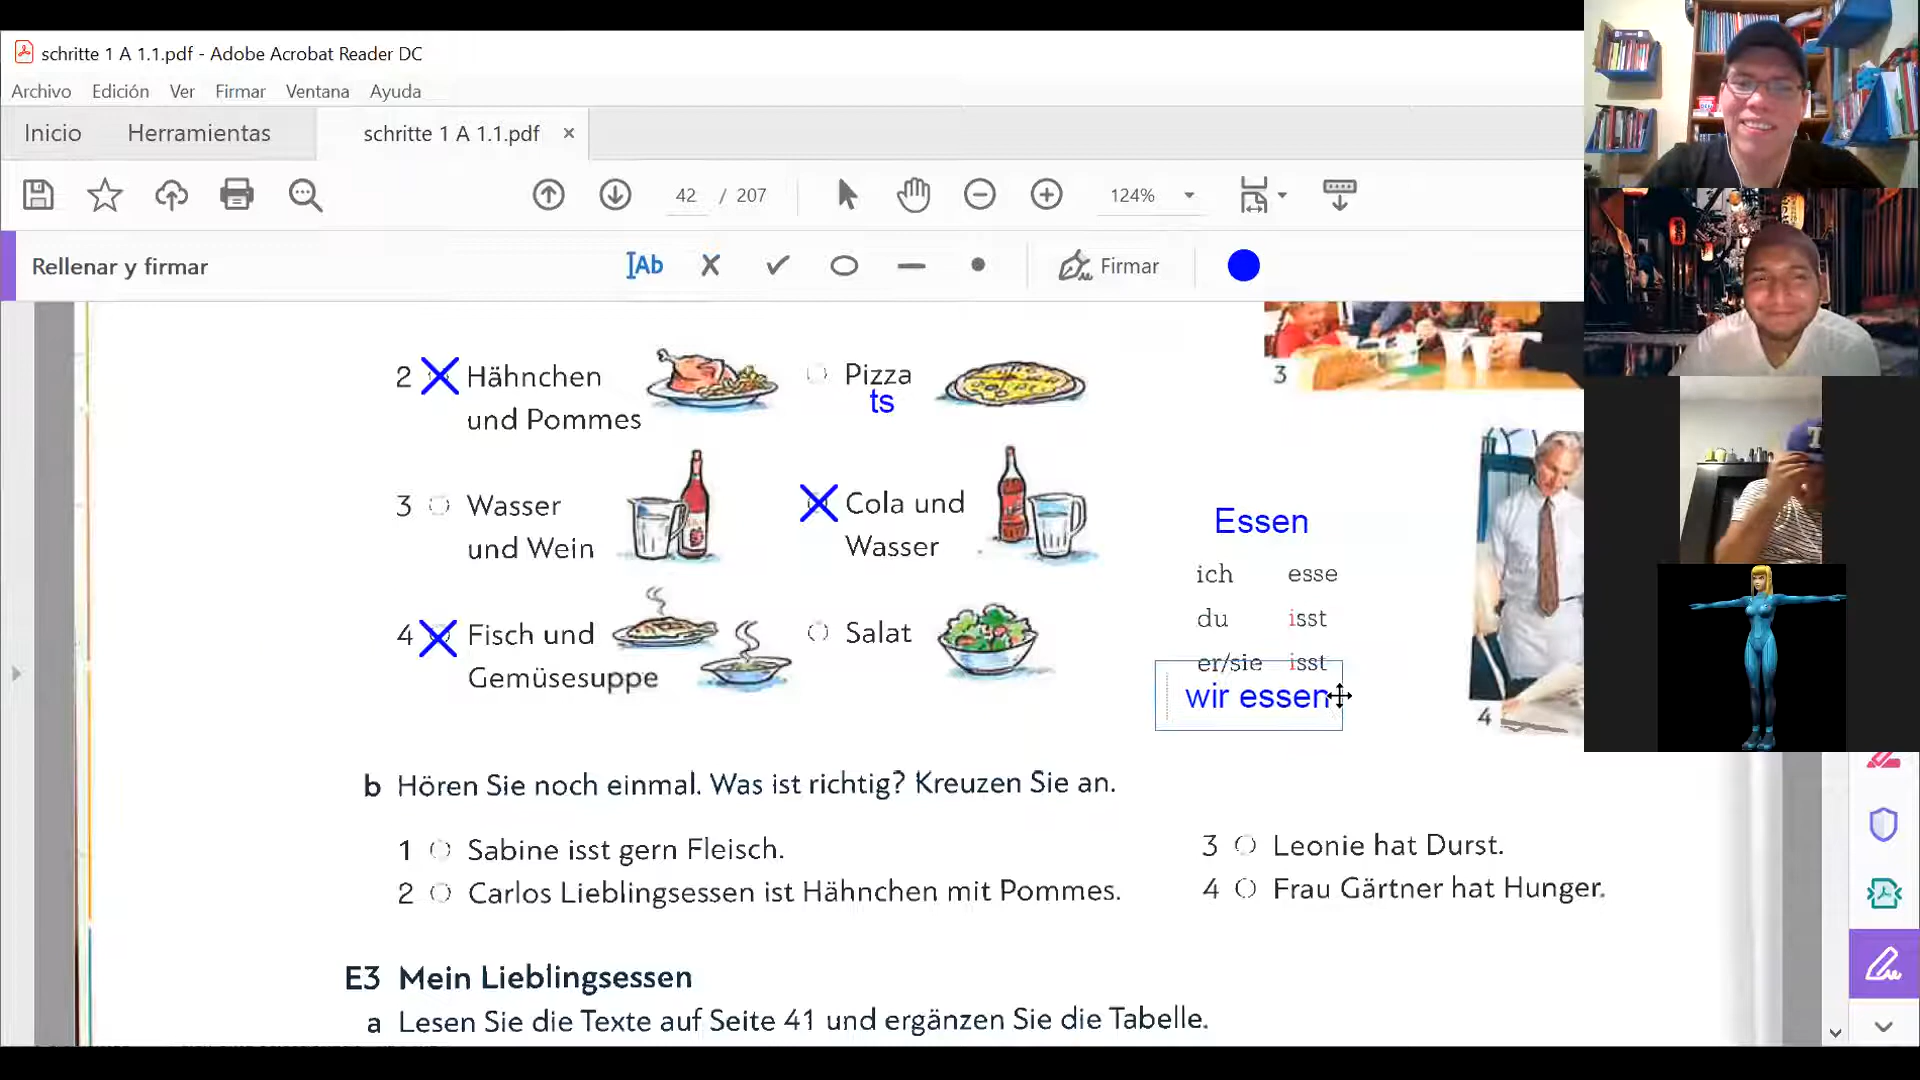 schritte 1 A 1.1.pdf - Adobe Acrobat Reader DC
Archivo Edición Ver Firmar Ventana Ayuda
Inicio Herramientas schritte 1 A 1.1.pdf ×
42 / 207 124%
Rellenar y firmar Ab Firmar
2 Hähnchen und Pommes
Pizza
ts
3
3 Wasser und Wein
Cola und Wasser
4 Fisch und Gemüsesuppe
Salat
Essen
ich esse
du isst
er/sie isst
wir essen
4
b Hören Sie noch einmal. Was ist richtig? Kreuzen Sie an.
1 Sabine isst gern Fleisch.
2 Carlos Lieblingsessen ist Hähnchen mit Pommes.
3 Leonie hat Durst.
4 Frau Gärtner hat Hunger.
E3 Mein Lieblingsessen
a Lesen Sie die Texte auf Seite 41 und ergänzen Sie die Tabelle.